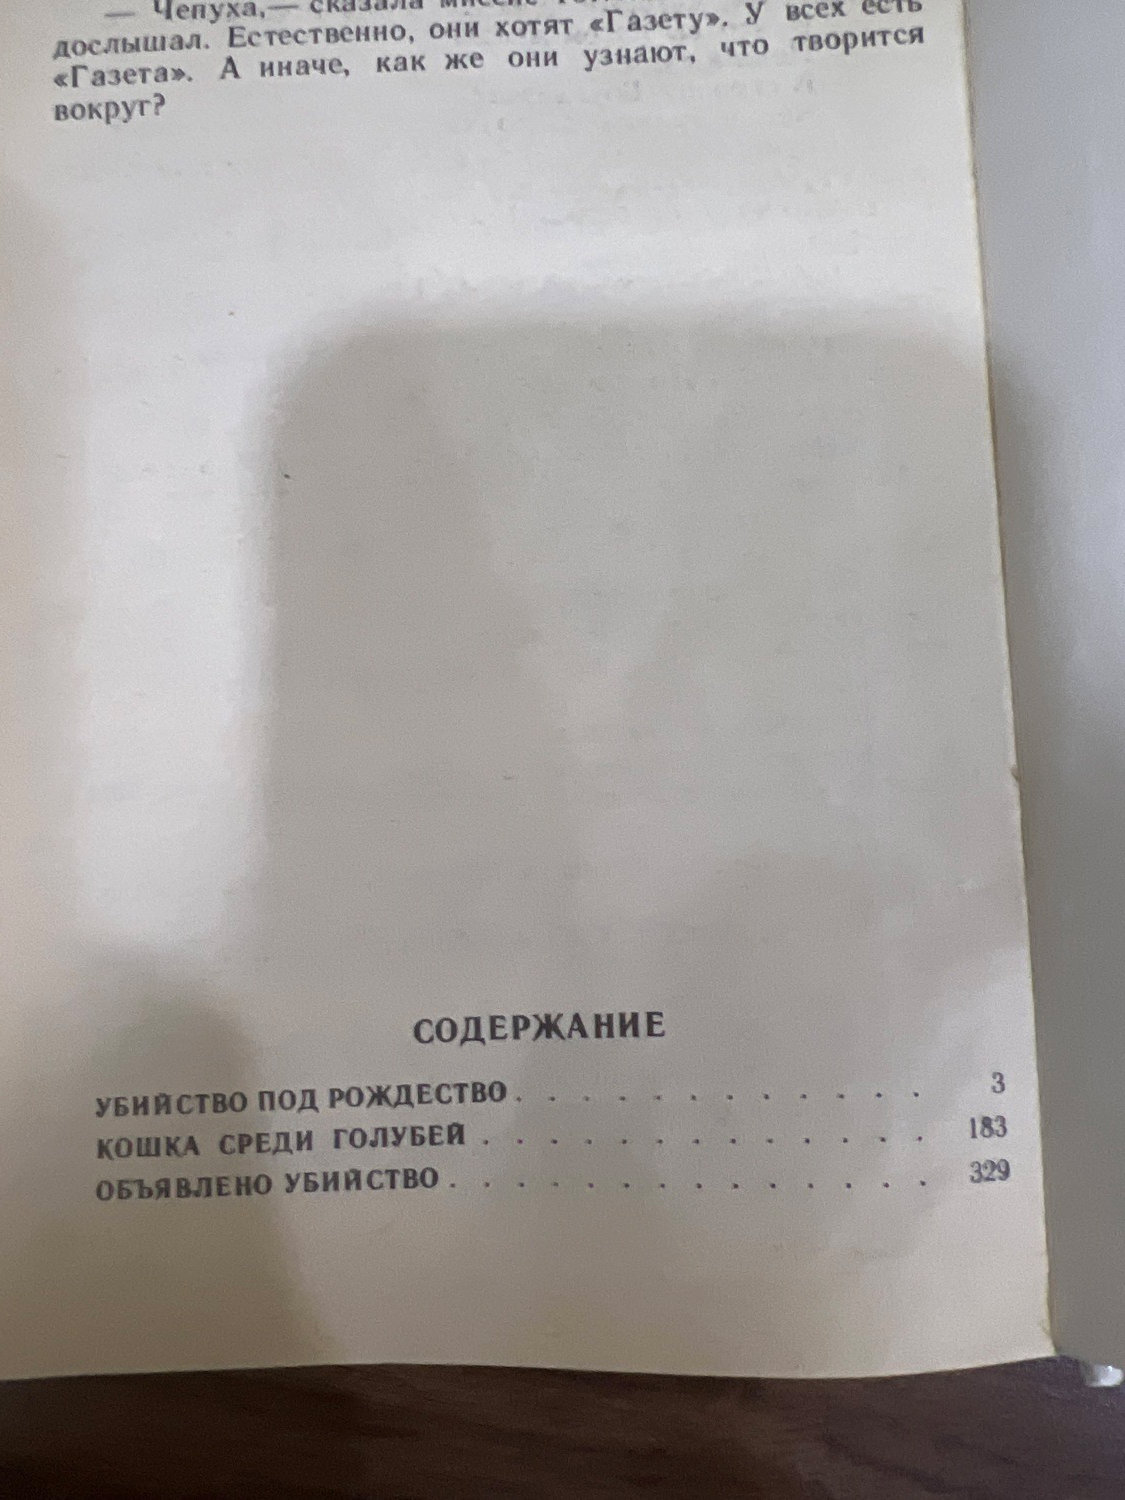 — Чепуха,— сказала миссис
дослышал. Естественно, они хотят «Газету». У всех есть
«Газета». А иначе, как же они узнают, что творится
вокруг?
СОДЕРЖАНИЕ
УБИЙСТВО ПОД РОЖДЕСТВО . . . . . . . . . . . . 3
КОШКА СРЕДИ ГОЛУБЕЙ . . . . . . . . . . . . . 183
ОБЪЯВЛЕНО УБИЙСТВО . . . . . . . . . . . . . . 329